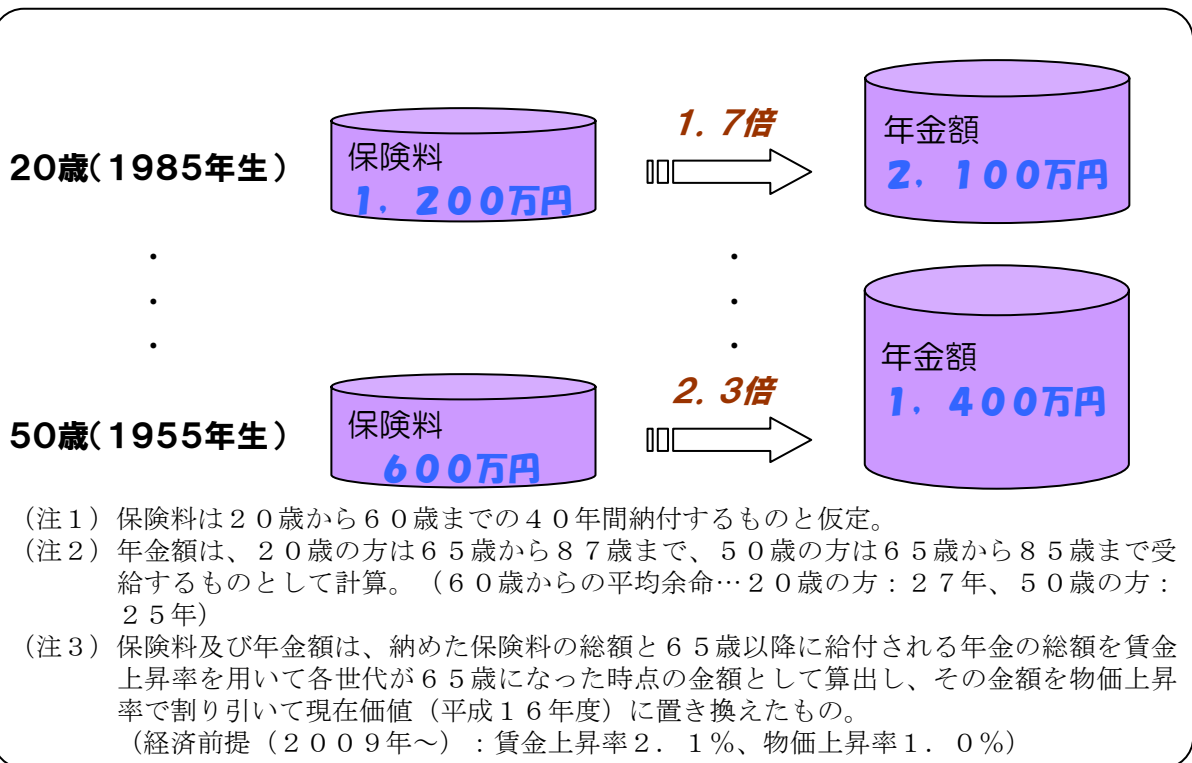 20歳(1985年生)
保険料
1，200万円
1．7倍
年金額
2，100万円
・
・
・
・
・
・
50歳(1955年生)
保険料
600万円
2．3倍
年金額
1，400万円
（注１）保険料は２０歳から６０歳までの４０年間納付するものと仮定。
（注２）年金額は、２０歳の方は６５歳から８７歳まで、５０歳の方は６５歳から８５歳まで受
給するものとして計算。（６０歳からの平均余命…２０歳の方：２７年、５０歳の方：
２５年）
（注３）保険料及び年金額は、納めた保険料の総額と６５歳以降に給付される年金の総額を賃金
上昇率を用いて各世代が６５歳になった時点の金額として算出し、その金額を物価上昇
率で割り引いて現在価値（平成１６年度）に置き換えたもの。
（経済前提（２００９年～）：賃金上昇率２．１％、物価上昇率１．０％）